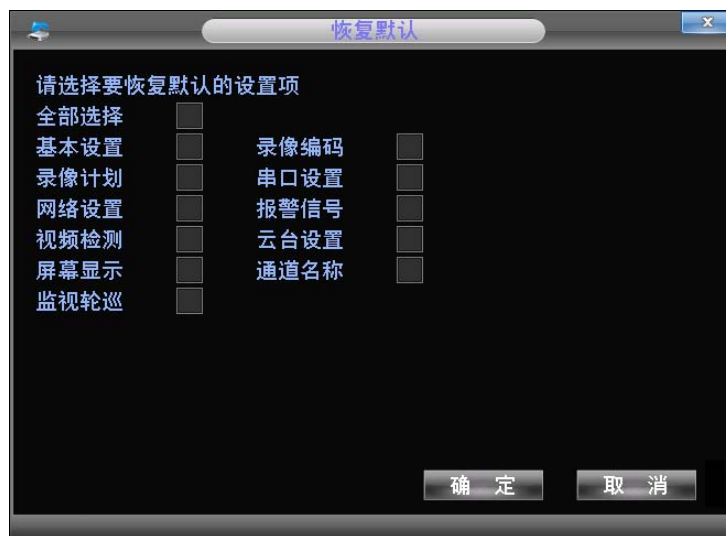 恢复默认
请选择要恢复默认的设置项
全部选择
基本设置 录像编码
录像计划 串口设置
网络设置 报警信号
视频检测 云台设置
屏幕显示 通道名称
监视轮巡
确 定 取 消